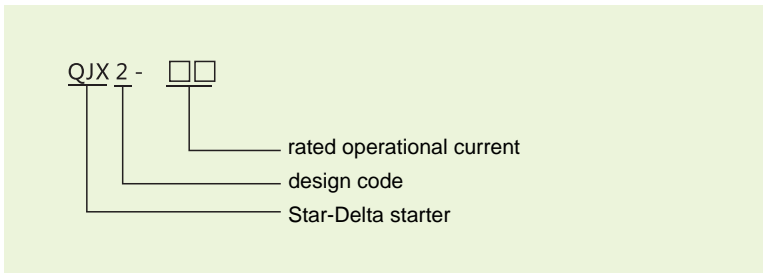 QJX 2 - □□
rated operational current
design code
Star-Delta starter